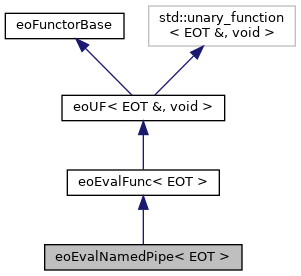 eoFunctorBase
std::unary_function
< EOT &, void >
eoUF< EOT &, void >
eoEvalFunc< EOT >
eoEvalNamedPipe< EOT >